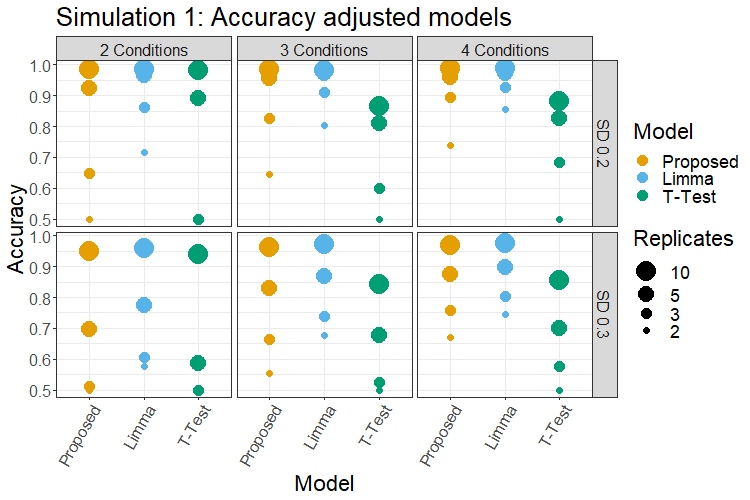 Simulation 1: Accuracy adjusted models
2 Conditions
3 Conditions
4 Conditions
Accuracy
1.0
0.9
0.8
0.7
0.6
0.5
SD 0.2
1.0
0.9
0.8
0.7
0.6
0.5
SD 0.3
Proposed
Limma
T-Test
Proposed
Limma
T-Test
Proposed
Limma
T-Test
Model
Model
Proposed
Limma
T-Test
Replicates
10
5
3
2